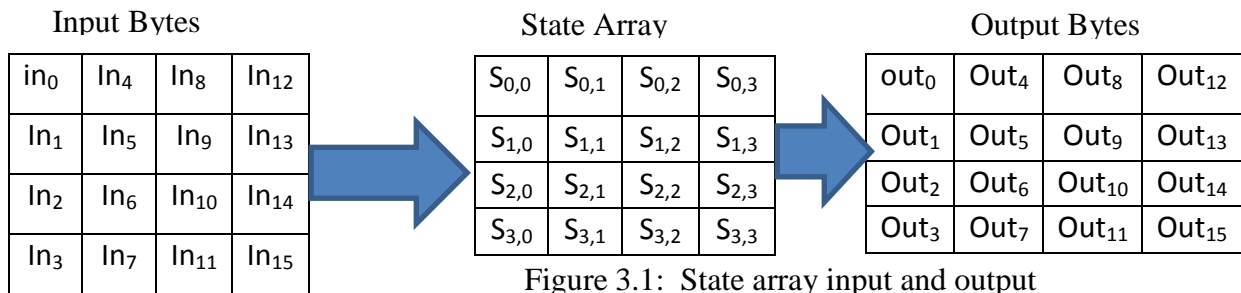 Input Bytes State Array Output Bytes
in₀ In₄ In₈ In₁₂ S₀,₀ S₀,₁ S₀,₂ S₀,₃ out₀ Out₄ Out₈ Out₁₂
In₁ In₅ In₉ In₁₃ S₁,₀ S₁,₁ S₁,₂ S₁,₃ Out₁ Out₅ Out₉ Out₁₃
In₂ In₆ In₁₀ In₁₄ S₂,₀ S₂,₁ S₂,₂ S₂,₃ Out₂ Out₆ Out₁₀ Out₁₄
In₃ In₇ In₁₁ In₁₅ S₃,₀ S₃,₁ S₃,₂ S₃,₃ Out₃ Out₇ Out₁₁ Out₁₅
Figure 3.1: State array input and output